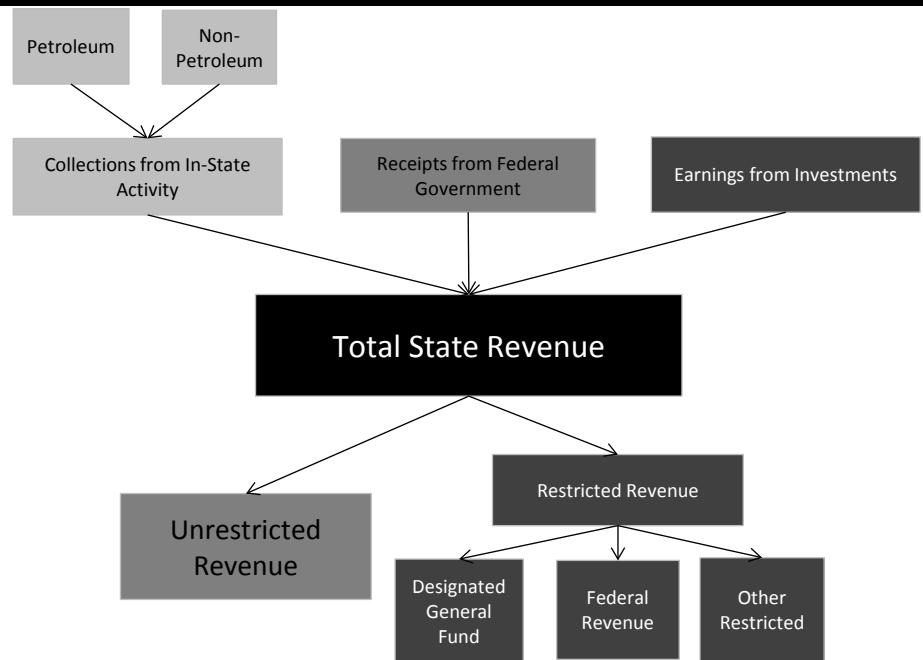 Petroleum
Non-
Petroleum
Collections from In-State
Activity
Receipts from Federal
Government
Earnings from Investments
Total State Revenue
Unrestricted
Revenue
Restricted Revenue
Designated
General
Fund
Federal
Revenue
Other
Restricted